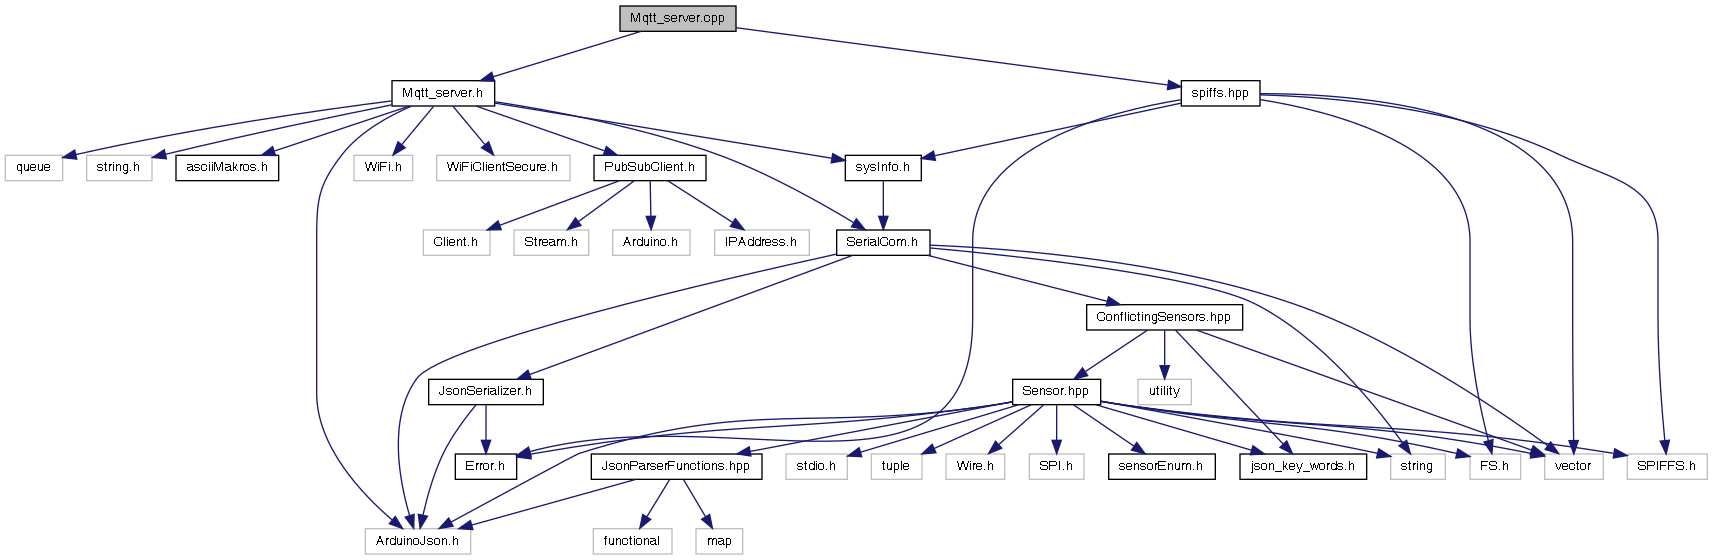 Mqtt_server.cpp
Mqtt_server.h
spiffs.hpp
queue
string.h
asciiMakros.h
WiFi.h
WiFiClientSecure.h
PubSubClient.h
sysInfo.h
Client.h
Stream.h
Arduino.h
IPAddress.h
SerialCom.h
ConflictingSensors.hpp
JsonSerializer.h
Sensor.hpp
utility
Error.h
JsonParserFunctions.hpp
stdio.h
tuple
Wire.h
SPI.h
sensorEnum.h
json_key_words.h
string
FS.h
vector
SPIFFS.h
ArduinoJson.h
functional
map